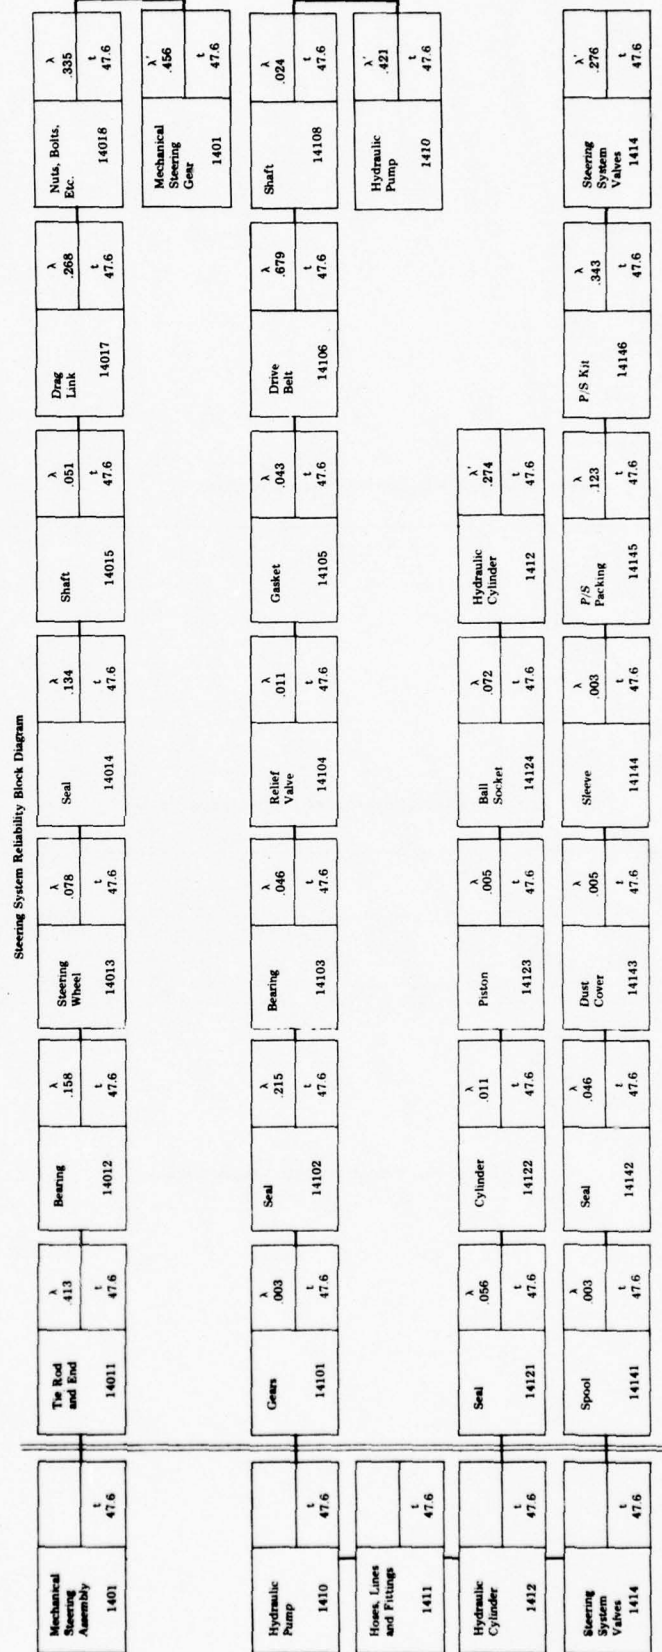 Steering System Reliability Block Diagram
Mechanical
Steering
Assembly
1401
t
47.6
Tie Rod
and End
14011
λ
.413
t
47.6
Bearing
14012
λ
.158
t
47.6
Steering
Wheel
14013
λ
.078
t
47.6
Seal
14014
λ
.134
t
47.6
Shaft
14015
λ
.051
t
47.6
Drag
Link
14017
λ
.268
t
47.6
Nuts, Bolts,
Etc.
14018
λ
.335
t
47.6
Mechanical
Steering
Gear
1401
λ'
.456
t
47.6
Hydraulic
Pump
1410
t
47.6
Gears
14101
λ
.003
t
47.6
Seal
14102
λ
.215
t
47.6
Bearing
14103
λ
.046
t
47.6
Relief
Valve
14104
λ
.011
t
47.6
Gasket
14105
λ
.043
t
47.6
Drive
Belt
14106
λ
.679
t
47.6
Shaft
14108
λ
.024
t
47.6
Hydraulic
Pump
1410
λ'
.421
t
47.6
Hoses, Lines
and Fittings
1411
t
47.6
Hydraulic
Cylinder
1412
t
47.6
Seal
14121
λ
.056
t
47.6
Cylinder
14122
λ
.011
t
47.6
Piston
14123
λ
.005
t
47.6
Ball
Socket
14124
λ
.072
t
47.6
Hydraulic
Cylinder
1412
λ'
.274
t
47.6
Steering
System
Valves
1414
t
47.6
Spool
14141
λ
.003
t
47.6
Seal
14142
λ
.046
t
47.6
Dust
Cover
14143
λ
.005
t
47.6
Sleeve
14144
λ
.003
t
47.6
P/S
Packing
14145
λ
.123
t
47.6
P/S Kit
14146
λ
.343
t
47.6
Steering
System
Valves
1414
λ'
.276
t
47.6